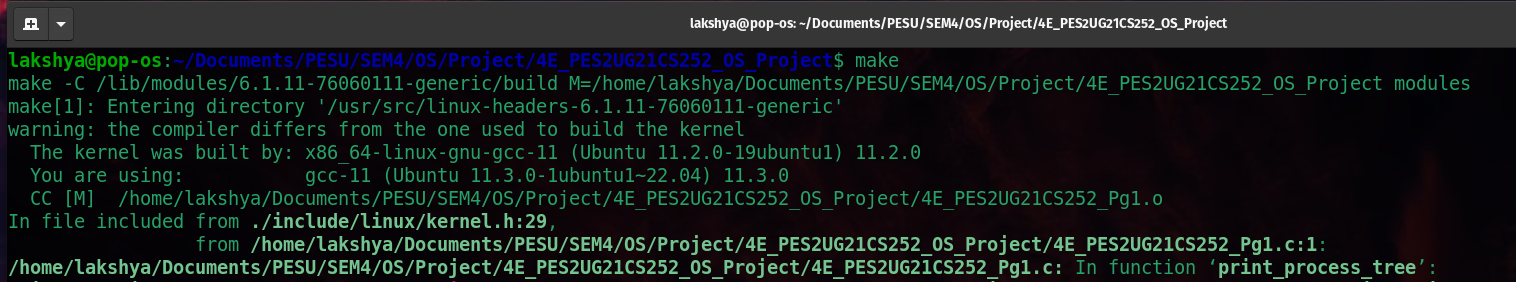 lakshya@pop-os: ~/Documents/PESU/SEM4/OS/Project/4E_PES2UG21CS252_OS_Project
lakshya@pop-os:~/Documents/PESU/SEM4/OS/Project/4E_PES2UG21CS252_OS_Project$ make
make -C /lib/modules/6.1.11-76060111-generic/build M=/home/lakshya/Documents/PESU/SEM4/OS/Project/4E_PES2UG21CS252_OS_Project modules
make[1]: Entering directory '/usr/src/linux-headers-6.1.11-76060111-generic'
warning: the compiler differs from the one used to build the kernel
  The kernel was built by: x86_64-linux-gnu-gcc-11 (Ubuntu 11.2.0-19ubuntu1) 11.2.0
  You are using:           gcc-11 (Ubuntu 11.3.0-1ubuntu1~22.04) 11.3.0
  CC [M]  /home/lakshya/Documents/PESU/SEM4/OS/Project/4E_PES2UG21CS252_OS_Project/4E_PES2UG21CS252_Pg1.o
In file included from ./include/linux/kernel.h:29,
                 from /home/lakshya/Documents/PESU/SEM4/OS/Project/4E_PES2UG21CS252_OS_Project/4E_PES2UG21CS252_Pg1.c:1:
/home/lakshya/Documents/PESU/SEM4/OS/Project/4E_PES2UG21CS252_OS_Project/4E_PES2UG21CS252_Pg1.c: In function ‘print_process_tree’: